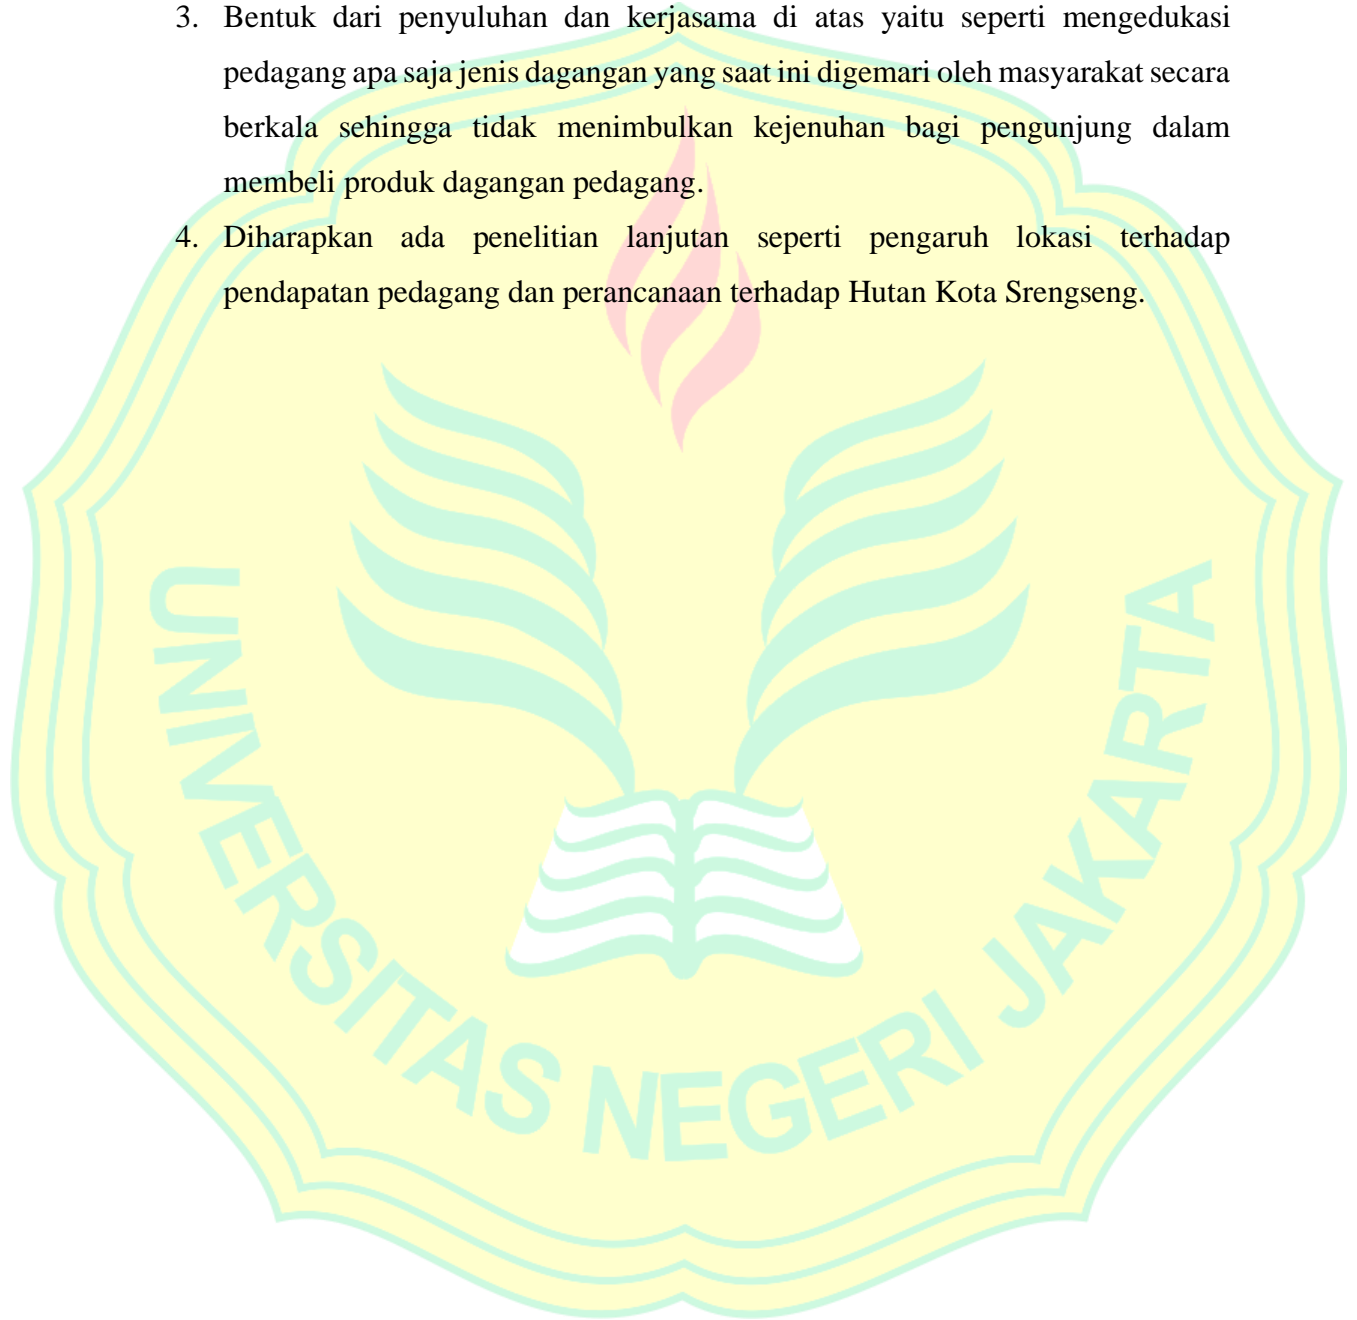 3. Bentuk dari penyuluhan dan kerjasama di atas yaitu seperti mengedukasi
pedagang apa saja jenis dagangan yang saat ini digemari oleh masyarakat secara
berkala sehingga tidak menimbulkan kejenuhan bagi pengunjung dalam
membeli produk dagangan pedagang.
4. Diharapkan ada penelitian lanjutan seperti pengaruh lokasi terhadap
pendapatan pedagang dan perancanaan terhadap Hutan Kota Srengseng.
UNIVERSITAS NEGERI JAKARTA